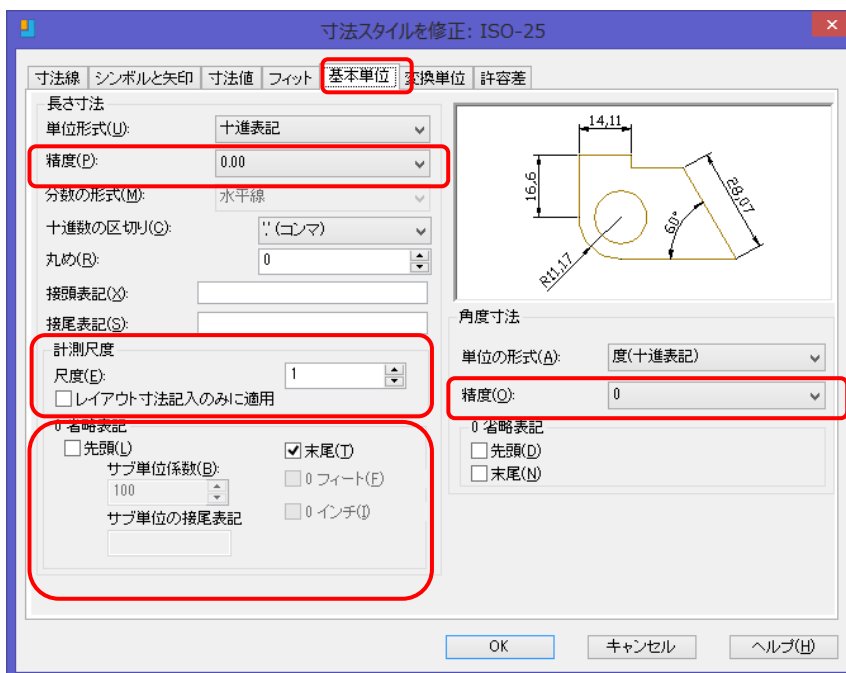 寸法スタイルを修正: ISO-25
寸法線 シンボルと矢印 寸法値 フィット 基本単位 変換単位 許容差
長さ寸法
単位形式(U): 十進表記
精度(P): 0.00
分数の形式(M): 水平線
十進数の区切り(C): ','(コンマ)
丸め(R): 0
接頭表記(X):
接尾表記(S):
計測尺度
尺度(E): 1
レイアウト寸法記入のみに適用
0 省略表記
先頭(L) 末尾(T)
サブ単位係数(B): 0 フィート(F)
100
サブ単位の接尾表記 0 インチ(I)
14,11
16,6
28,07
60°
R11,17
角度寸法
単位の形式(A): 度(十進表記)
精度(O): 0
0 省略表記
先頭(D)
末尾(N)
OK キャンセル ヘルプ(H)